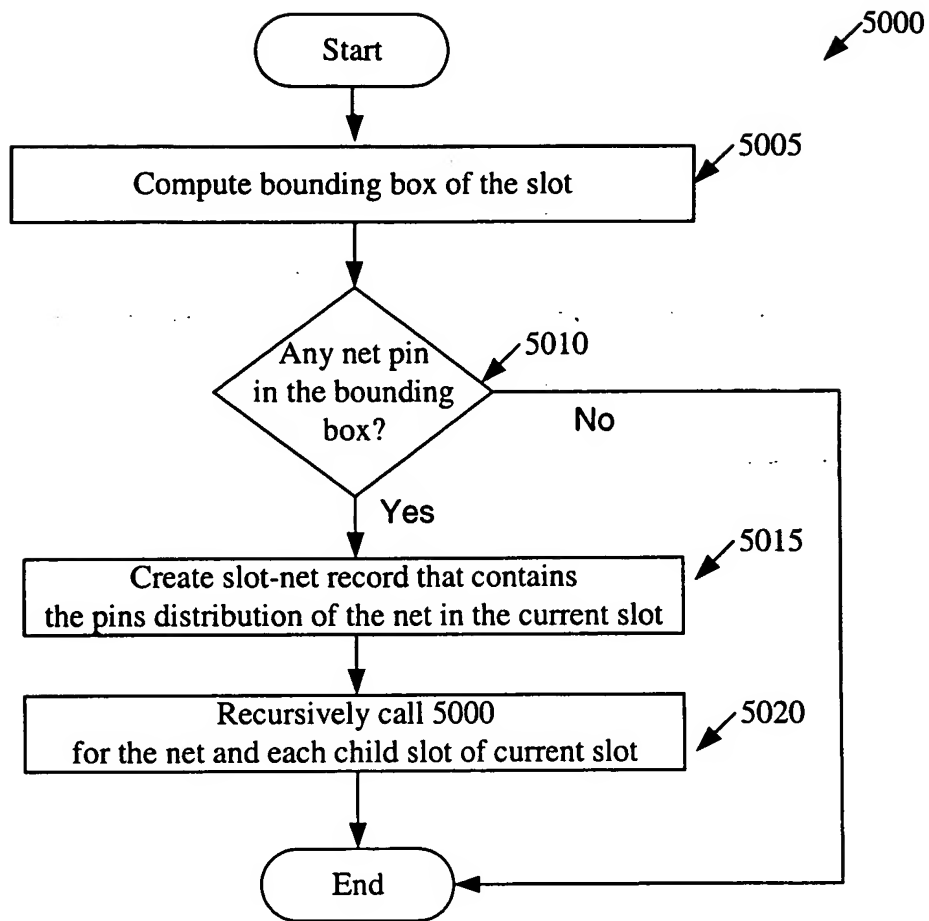 5000
Start
5005
Compute bounding box of the slot
5010
Any net pin
in the bounding
box?
No
Yes
5015
Create slot-net record that contains
the pins distribution of the net in the current slot
5020
Recursively call 5000
for the net and each child slot of current slot
End